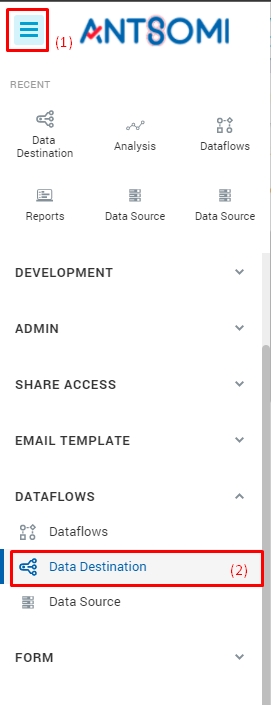 (1) ANTSOMI
RECENT
Data Destination
Analysis
Dataflows
Reports
Data Source
Data Source
DEVELOPMENT
ADMIN
SHARE ACCESS
EMAIL TEMPLATE
DATAFLOWS
Dataflows
Data Destination (2)
Data Source
FORM